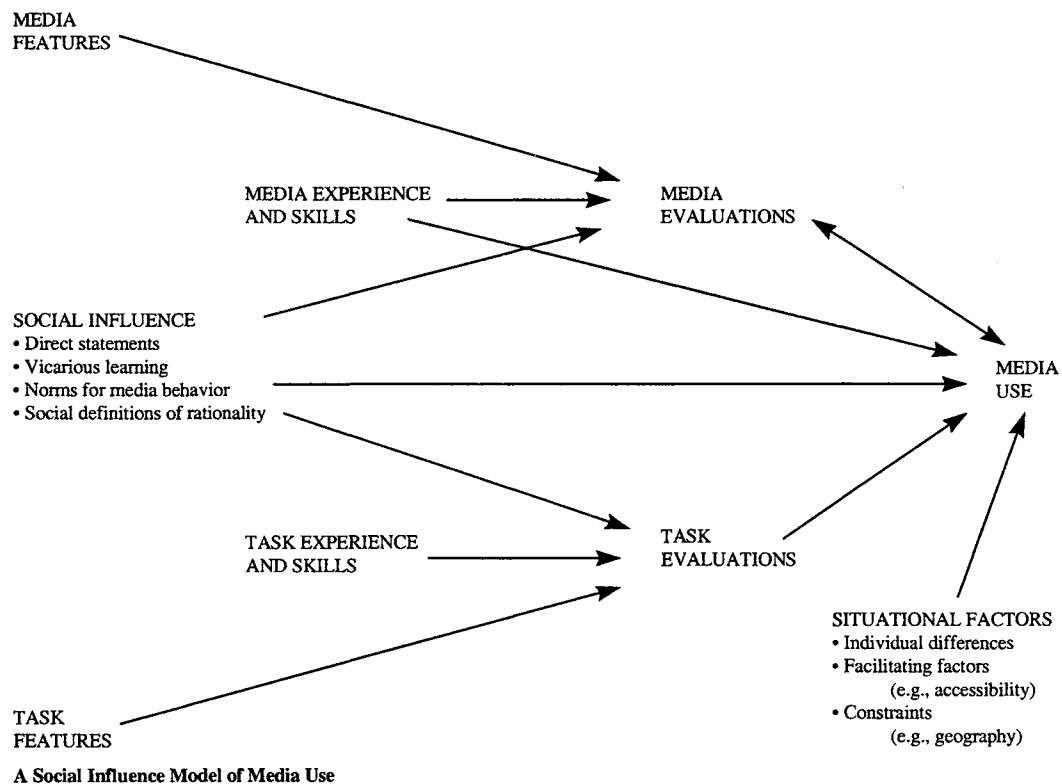 MEDIA
FEATURES
MEDIA EXPERIENCE
AND SKILLS
MEDIA
EVALUATIONS
SOCIAL INFLUENCE
• Direct statements
• Vicarious learning
• Norms for media behavior
• Social definitions of rationality
MEDIA
USE
TASK EXPERIENCE
AND SKILLS
TASK
EVALUATIONS
SITUATIONAL FACTORS
• Individual differences
• Facilitating factors
(e.g., accessibility)
• Constraints
(e.g., geography)
TASK
FEATURES
A Social Influence Model of Media Use